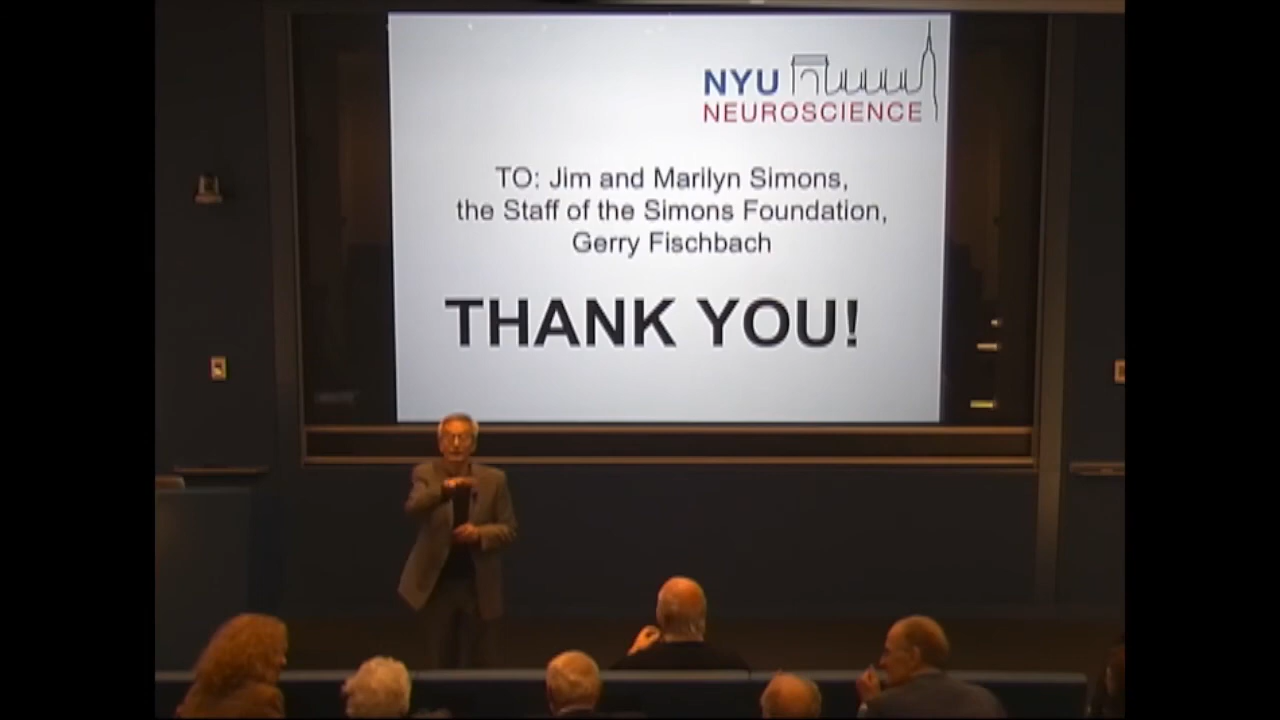 NYU
NEUROSCIENCE
TO: Jim and Marilyn Simons,
the Staff of the Simons Foundation,
Gerry Fischbach
THANK YOU!